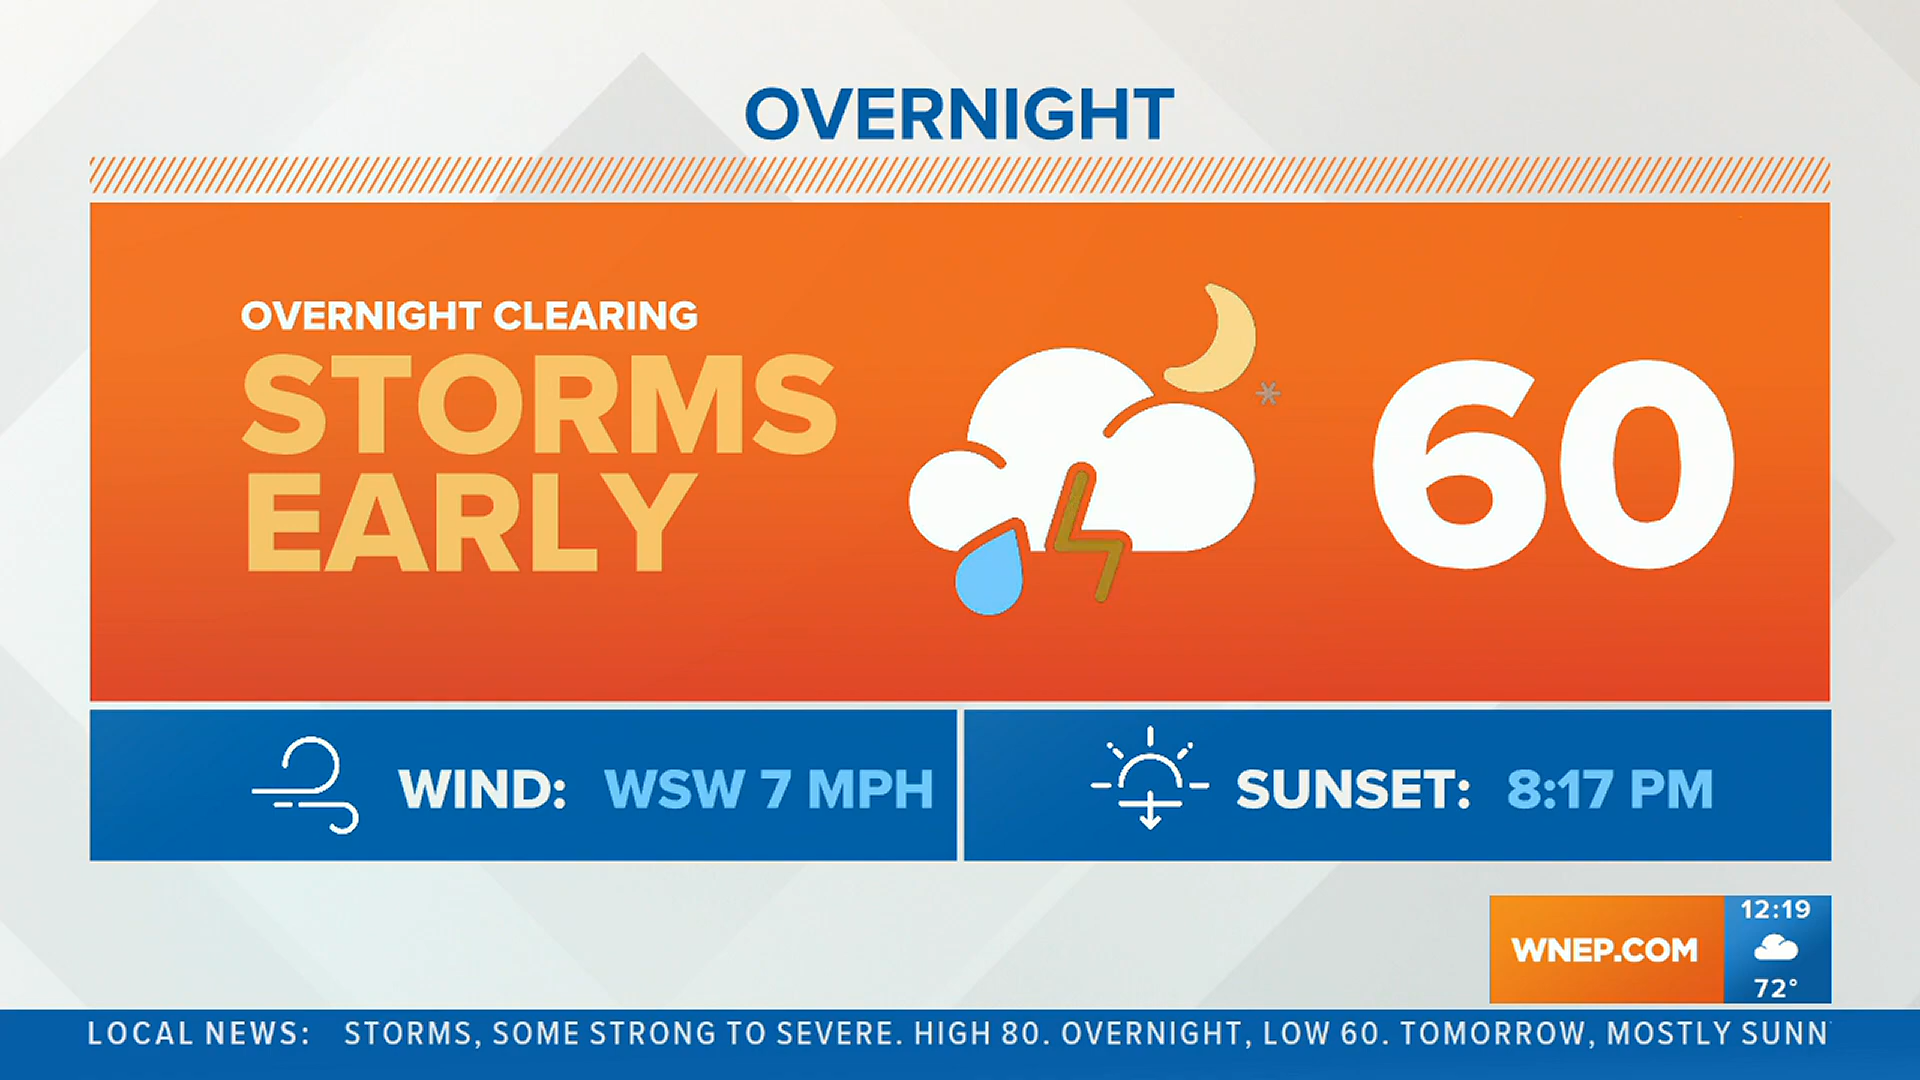 OVERNIGHT
OVERNIGHT CLEARING
STORMS
EARLY
60
WIND: WSW 7 MPH
SUNSET: 8:17 PM
12:19
WNEP.COM
72°
LOCAL NEWS: STORMS, SOME STRONG TO SEVERE. HIGH 80. OVERNIGHT, LOW 60. TOMORROW, MOSTLY SUNN